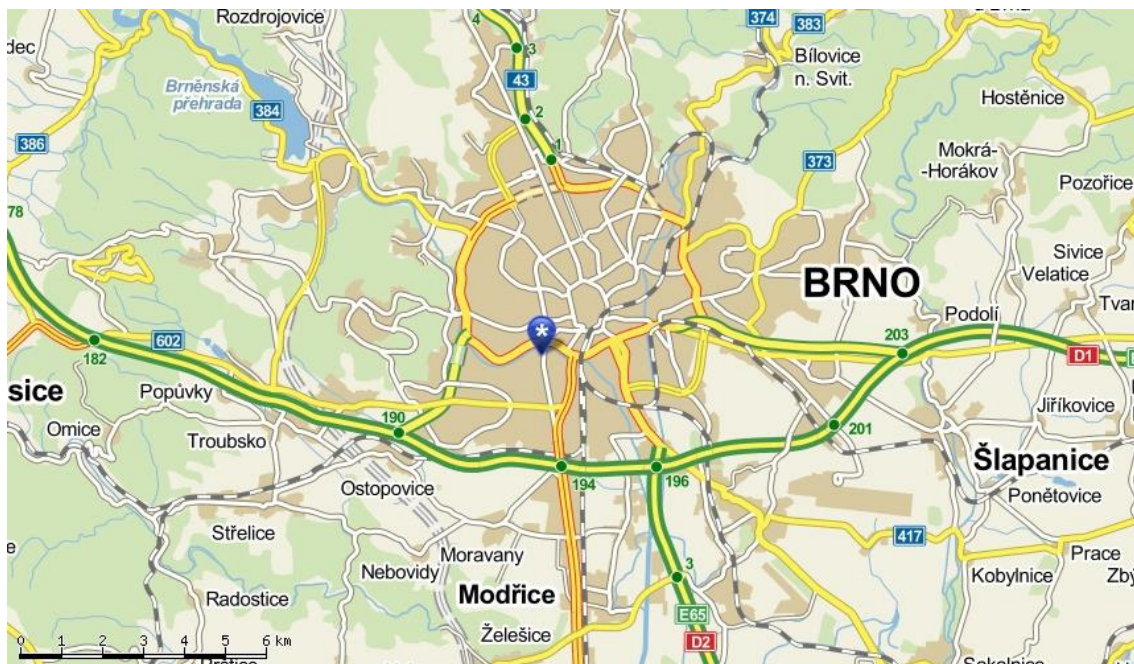 Rozdrojovice
4
374
383
3
Bílovice
n. Svit.
43
Brněnská
přehrada
384
Hostěnice
2
386
1
373
Mokrá-
-Horákov
Pozořice
78
Sivice
Velatice
BRNO
*
602
Podolí
203
182
D1
sice
Popůvky
190
Jiříkovice
Omice
Troubsko
201
Šlapanice
194
196
Ostopovice
Ponětovice
Střelice
417
Moravany
Prace
Nebovidy
3
Kobylnice
Modřice
Radostice
E65
Želešice
D2
0 1 2 3 4 5 6 km